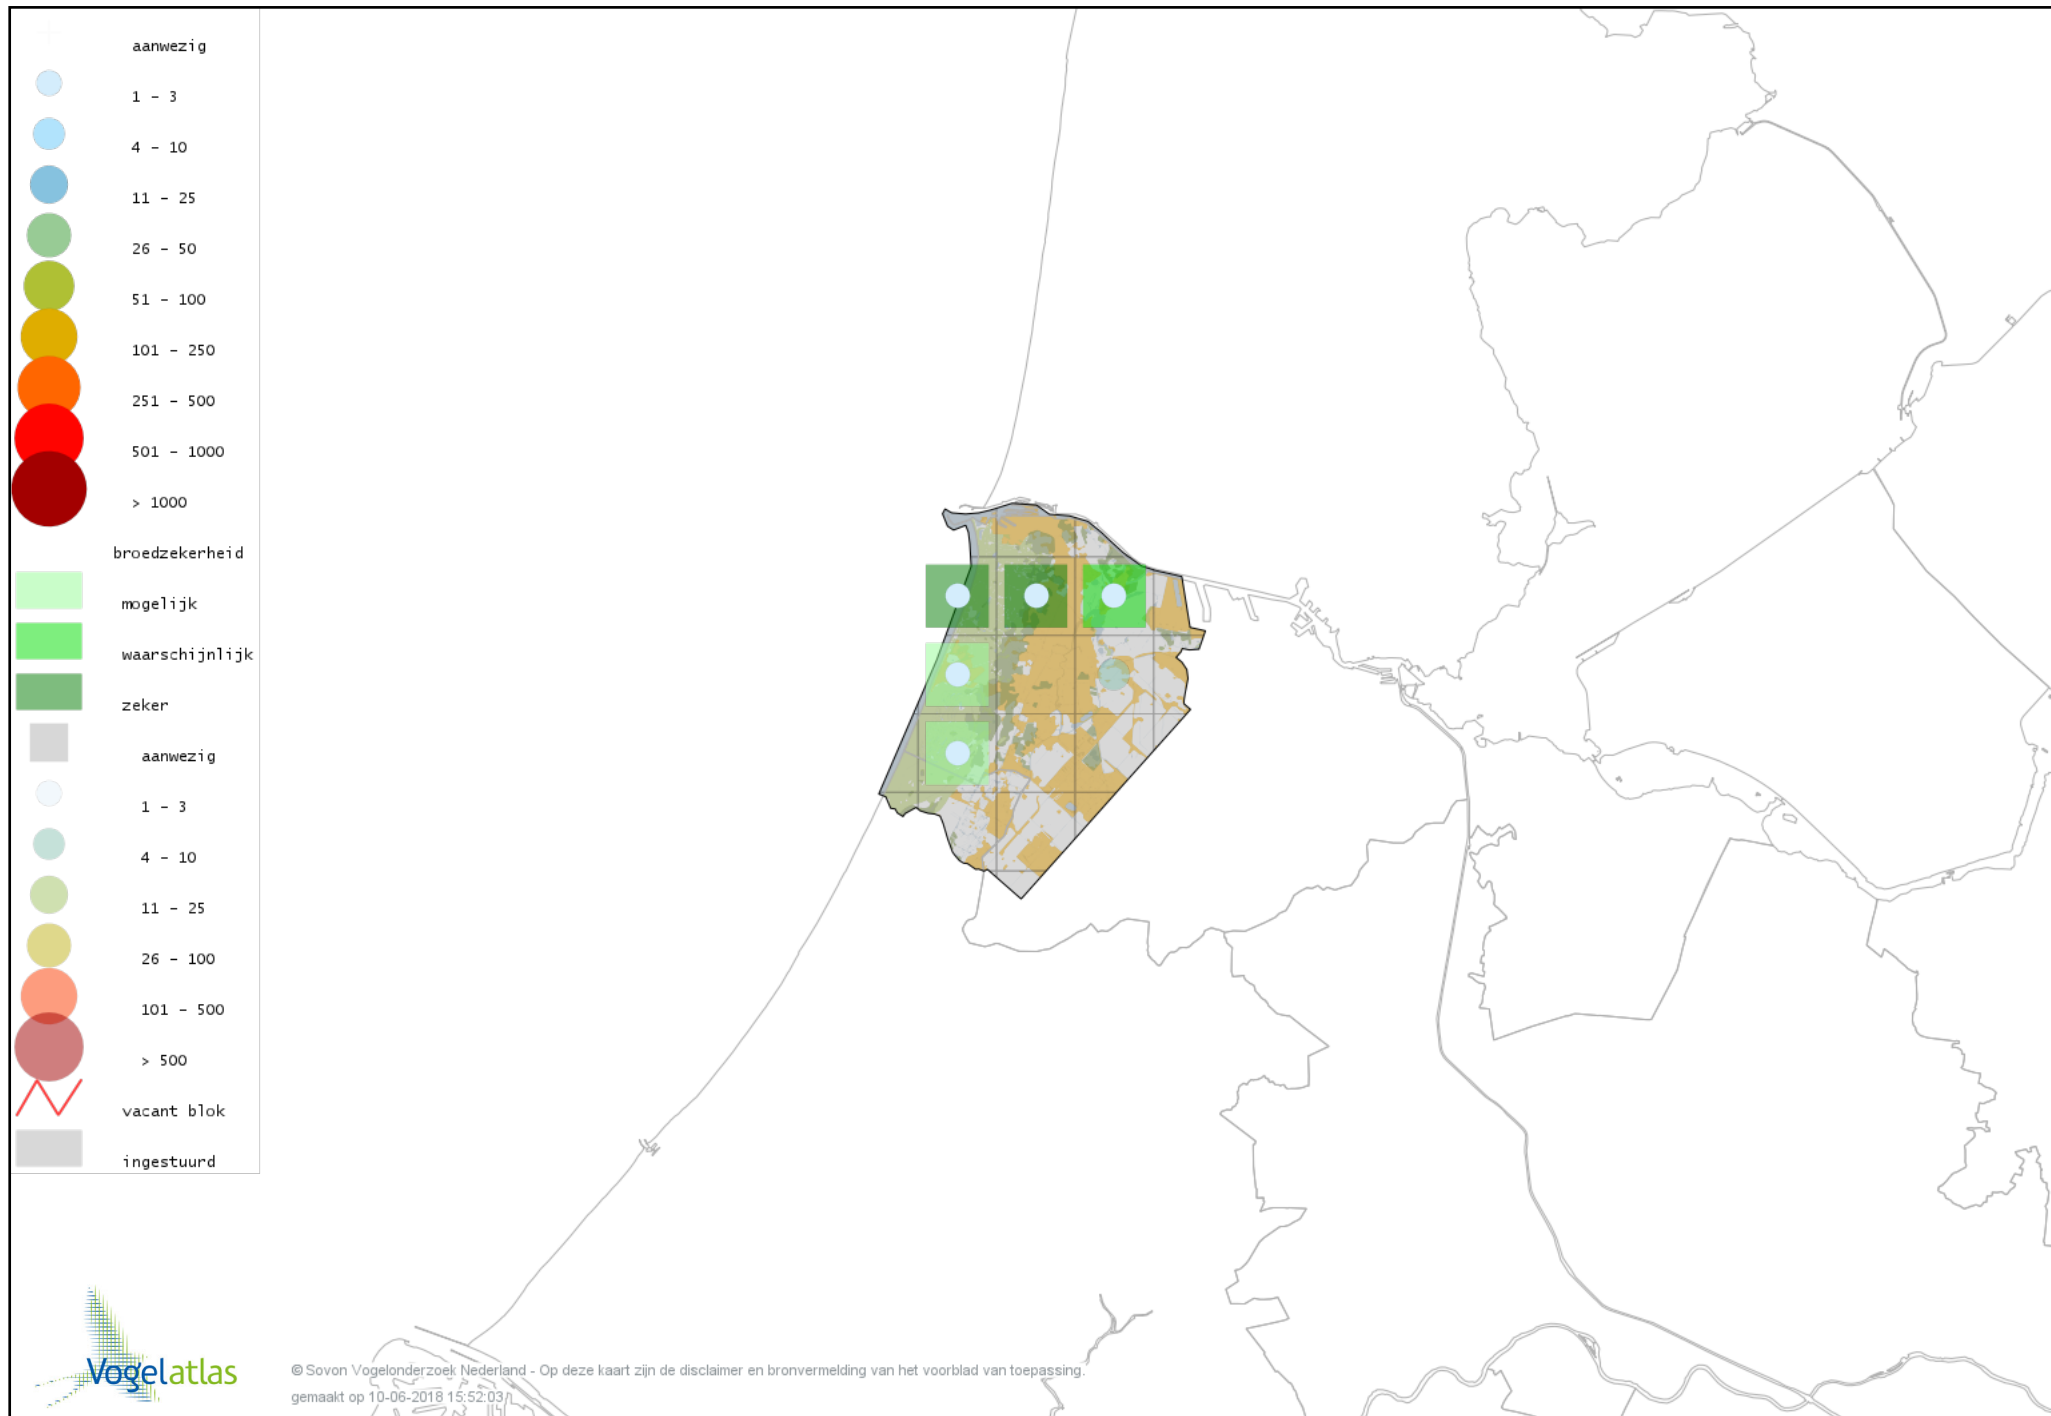 aanwezig
1 - 3
4 - 10
11 - 25
26 - 50
51 - 100
101 - 250
251 - 500
501 - 1000
> 1000
broedzekerheid
mogelijk
waarschijnlijk
zeker
aanwezig
1 - 3
4 - 10
11 - 25
26 - 100
101 - 500
> 500
vacant blok
ingestuurd
Vogelatlas
© Sovon Vogelonderzoek Nederland - Op deze kaart zijn de disclaimer en bronvermelding van het voorblad van toepassing.
gemaakt op 10-06-2018 15:52:03